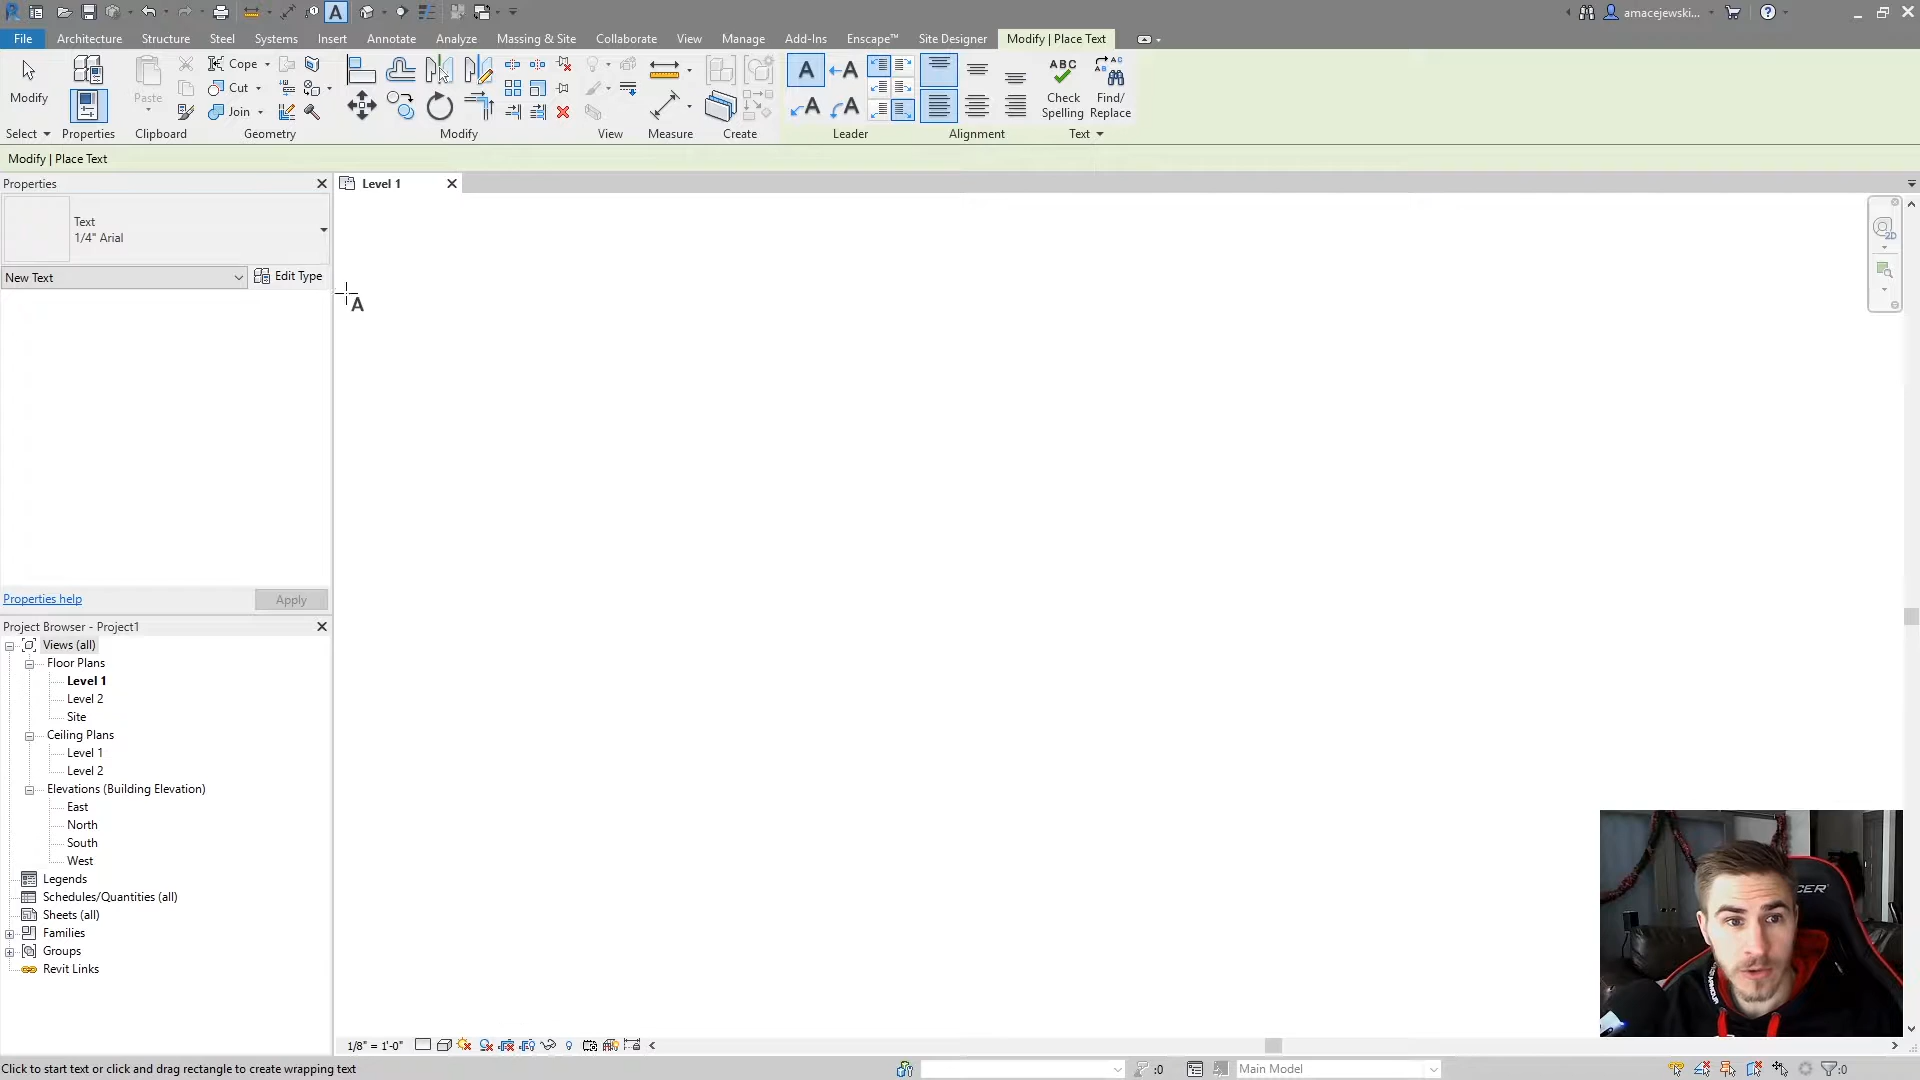 amacejewski...
File Architecture Structure Steel Systems Insert Annotate Analyze Massing & Site Collaborate View Manage Add-Ins Enscape™ Site Designer Modify | Place Text
Modify
Select
Properties
Paste
Clipboard
Cope
Cut
Join
Geometry
Modify
View
Measure
Create
A
A
A
A
A
Leader
Alignment
ABC
Check
Spelling
Find/
Replace
Text
Modify | Place Text
Properties
Level 1
Text
1/4" Arial
New Text
Edit Type
A
2D
Properties help
Apply
Project Browser - Project1
Views (all)
Floor Plans
Level 1
Level 2
Site
Ceiling Plans
Level 1
Level 2
Elevations (Building Elevation)
East
North
South
West
Legends
Schedules/Quantities (all)
Sheets (all)
Families
Groups
Revit Links
CER
1/8" = 1'-0"
Click to start text or click and drag rectangle to create wrapping text
:0
Main Model
:0